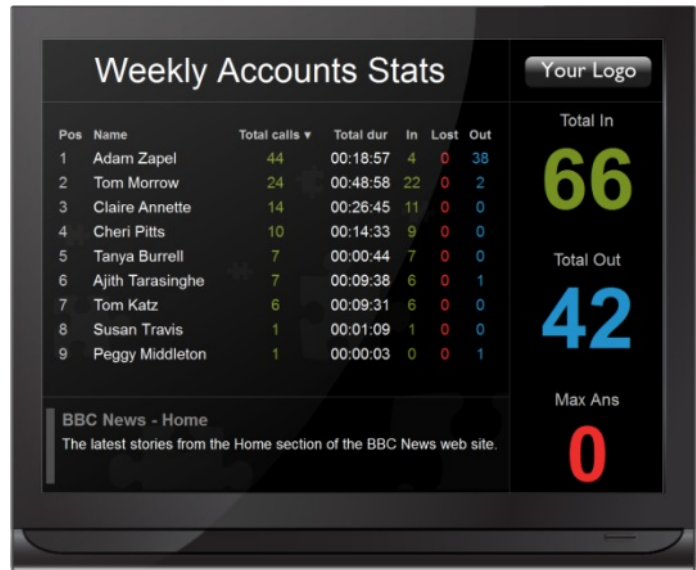 Weekly Accounts Stats
Your Logo
Pos Name Total calls ▾ Total dur In Lost Out
1 Adam Zapel 44 00:18:57 4 0 38
2 Tom Morrow 24 00:48:58 22 0 2
3 Claire Annette 14 00:26:45 11 0 0
4 Cheri Pitts 10 00:14:33 9 0 0
5 Tanya Burrell 7 00:00:44 7 0 0
6 Ajith Tarasinghe 7 00:09:38 6 0 1
7 Tom Katz 6 00:09:31 6 0 0
8 Susan Travis 1 00:01:09 1 0 0
9 Peggy Middleton 1 00:00:03 0 0 1
Total In
66
Total Out
42
Max Ans
0
BBC News - Home
The latest stories from the Home section of the BBC News web site.